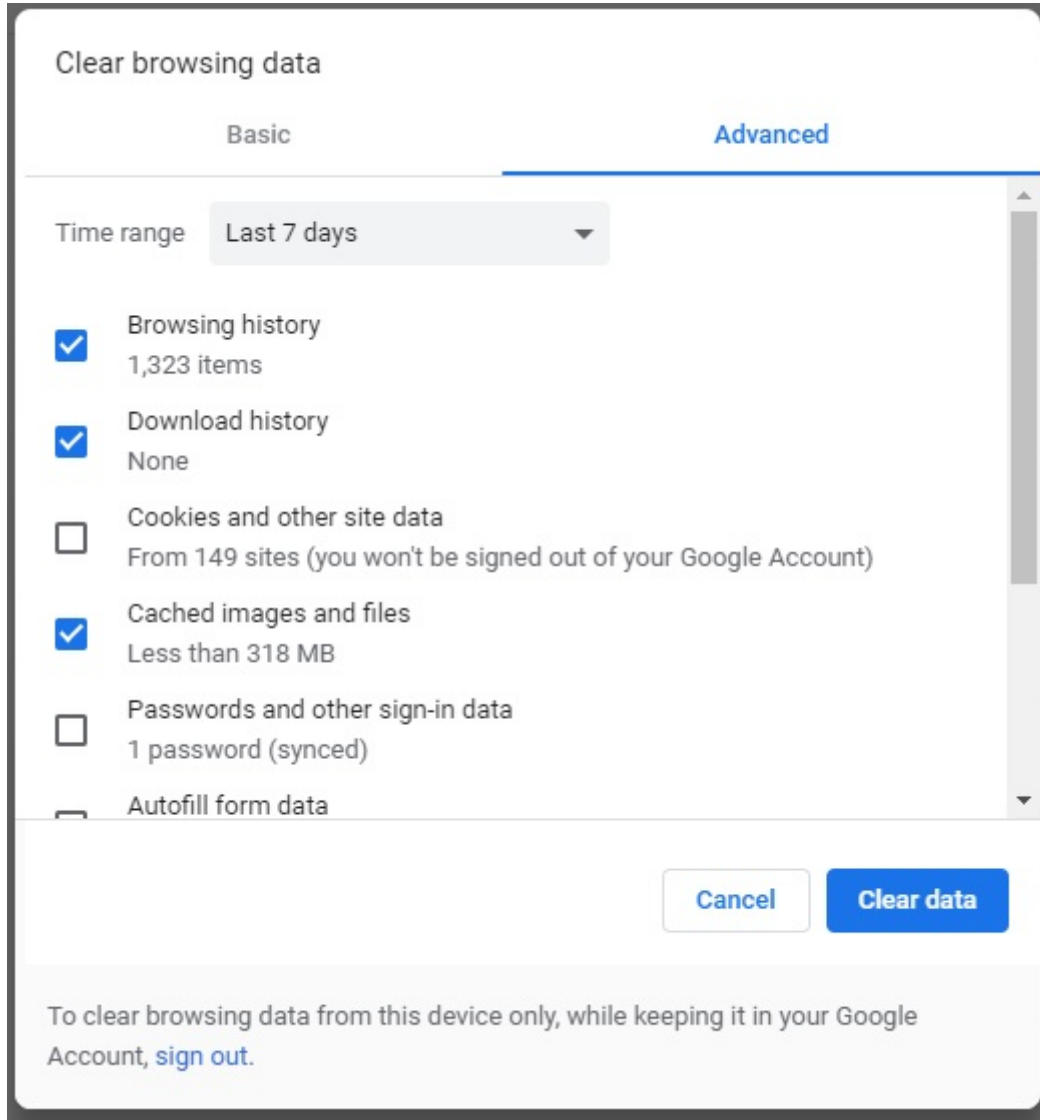 Clear browsing data
Basic
Advanced
Time range
Last 7 days
Browsing history
1,323 items
Download history
None
Cookies and other site data
From 149 sites (you won't be signed out of your Google Account)
Cached images and files
Less than 318 MB
Passwords and other sign-in data
1 password (synced)
Autofill form data
Cancel
Clear data
To clear browsing data from this device only, while keeping it in your Google
Account, sign out.